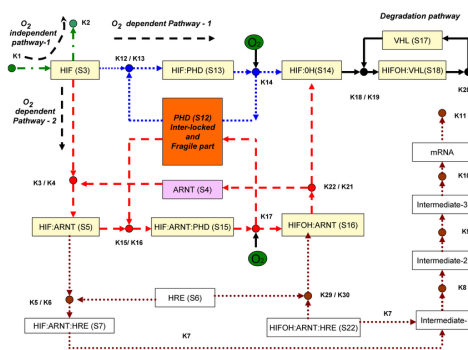 O2
independent
pathway-1
K2
O2 dependent Pathway - 1
Degradation pathway
VHL (S17)
K1
K12 / K13
O2
HIF (S3)
HIF:PHD (S13)
HIF:0H(S14)
HIFOH:VHL(S18)
K14
K18 / K19
K20
O2
dependent
Pathway - 2
PHD (S12)
Inter-locked
and
Fragile part
K11
mRNA
K3 / K4
ARNT (S4)
K22 / K21
K10
Intermediate-3
HIF:ARNT (S5)
HIF:ARNT:PHD (S15)
K17
HIFOH:ARNT (S16)
K15/ K16
K9
O2
Intermediate-2
K8
K5 / K6
HRE (S6)
K29 / K30
HIF:ARNT:HRE (S7)
HIFOH:ARNT:HRE (S22)
K7
Intermediate-
K7